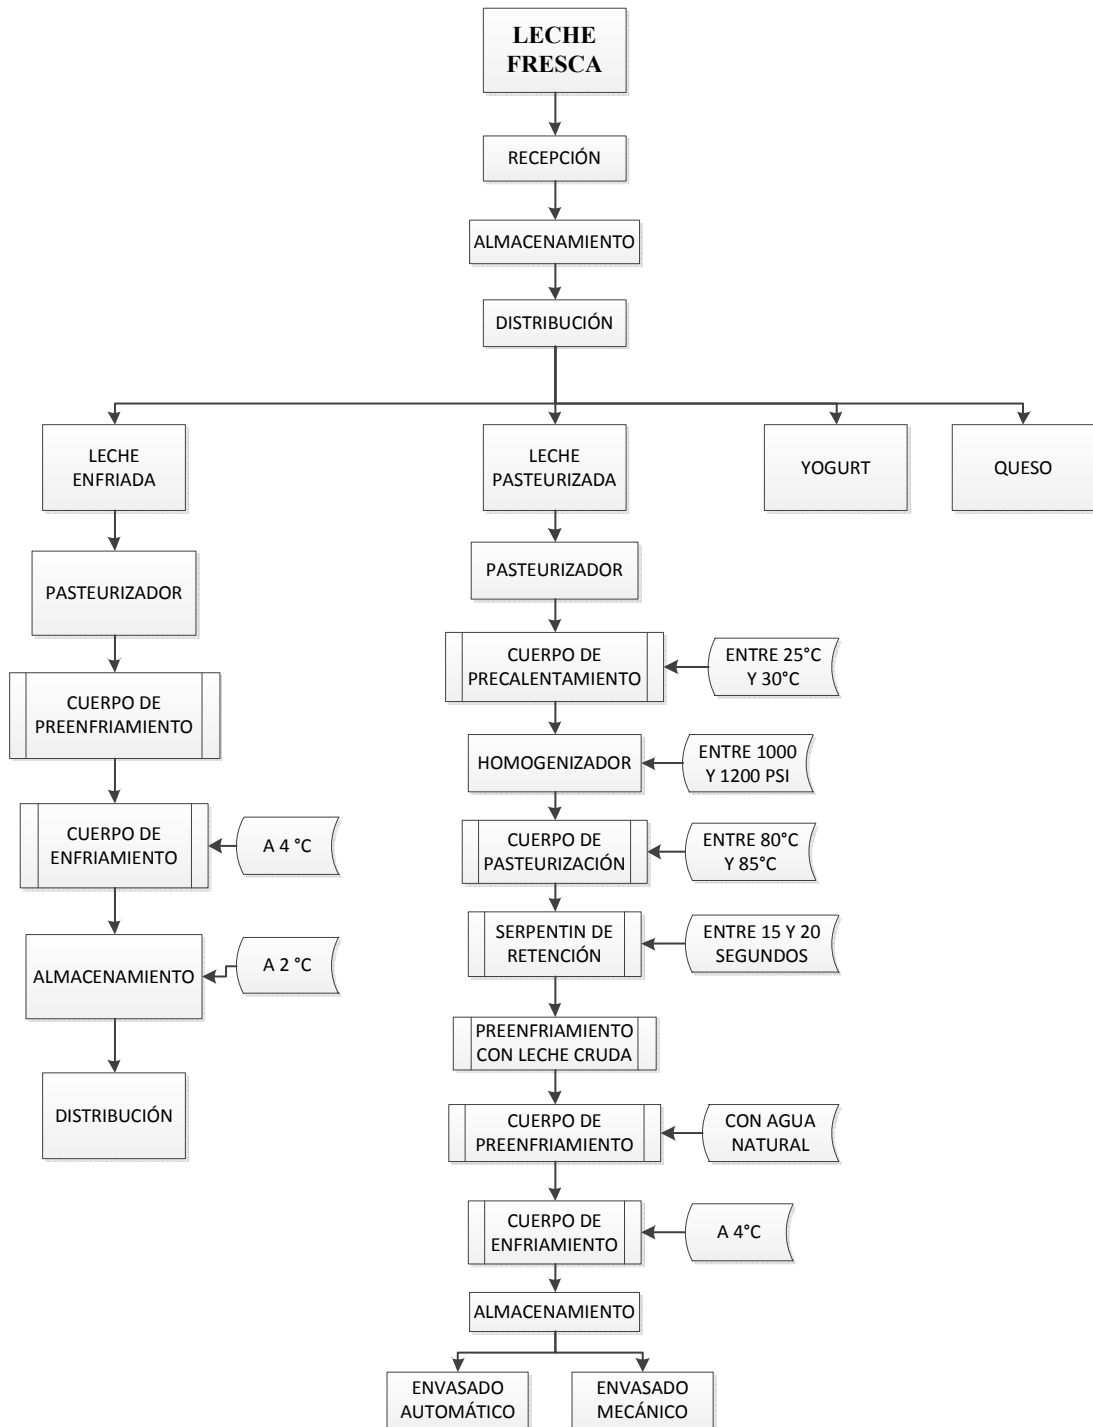 LECHE
FRESCA
RECEPCIÓN
ALMACENAMIENTO
DISTRIBUCIÓN
LECHE
ENFRIADA
LECHE
PASTEURIZADA
YOGURT
QUESO
PASTEURIZADOR
CUERPO DE
PREENFRIAMIENTO
CUERPO DE
ENFRIAMIENTO
A 4 °C
ALMACENAMIENTO
A 2 °C
DISTRIBUCIÓN
PASTEURIZADOR
CUERPO DE
PRECALENTAMIENTO
ENTRE 25°C
Y 30°C
HOMOGENIZADOR
ENTRE 1000
Y 1200 PSI
CUERPO DE
PASTEURIZACIÓN
ENTRE 80°C
Y 85°C
SERPENTIN DE
RETENCIÓN
ENTRE 15 Y 20
SEGUNDOS
PREENFRIAMIENTO
CON LECHE CRUDA
CUERPO DE
PREENFRIAMIENTO
CON AGUA
NATURAL
CUERPO DE
ENFRIAMIENTO
A 4°C
ALMACENAMIENTO
ENVASADO
AUTOMÁTICO
ENVASADO
MECÁNICO